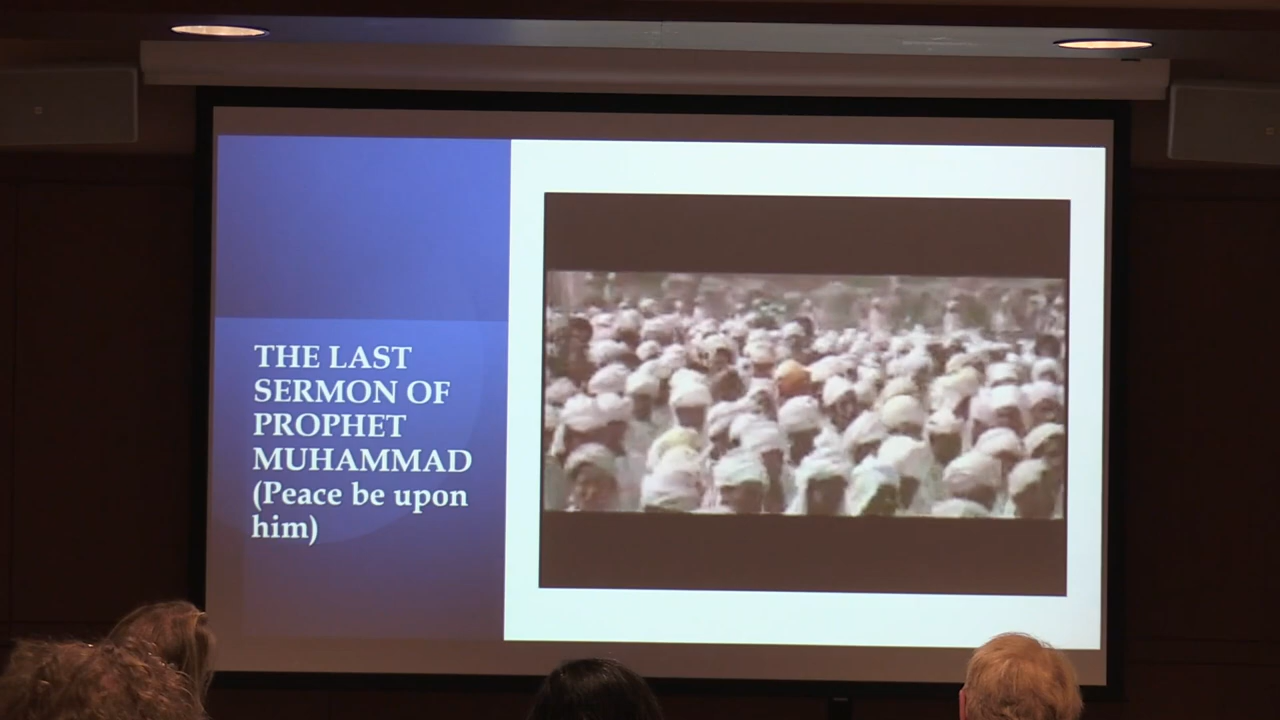 THE LAST
SERMON OF
PROPHET
MUHAMMAD
(Peace be upon
him)